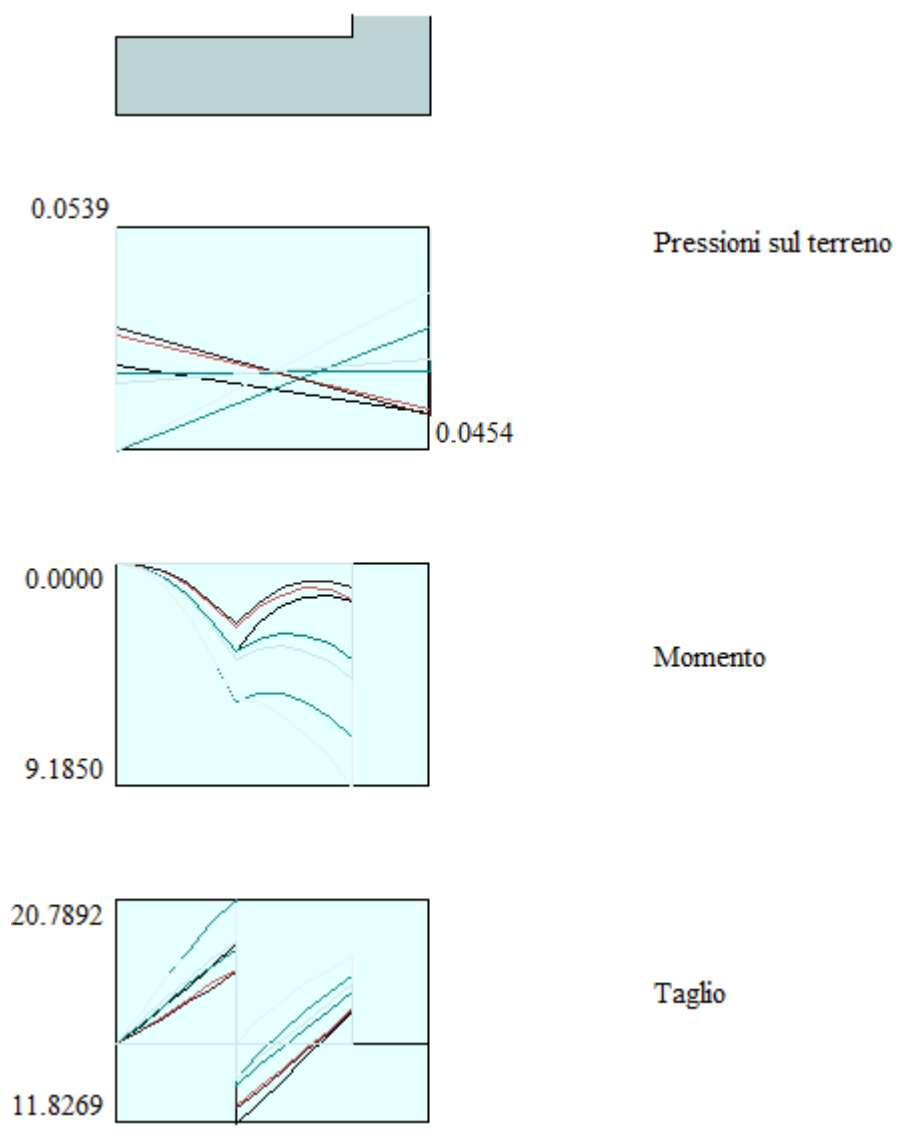 0.0539
Pressioni sul terreno
0.0454
0.0000
Momento
9.1850
20.7892
Taglio
11.8269